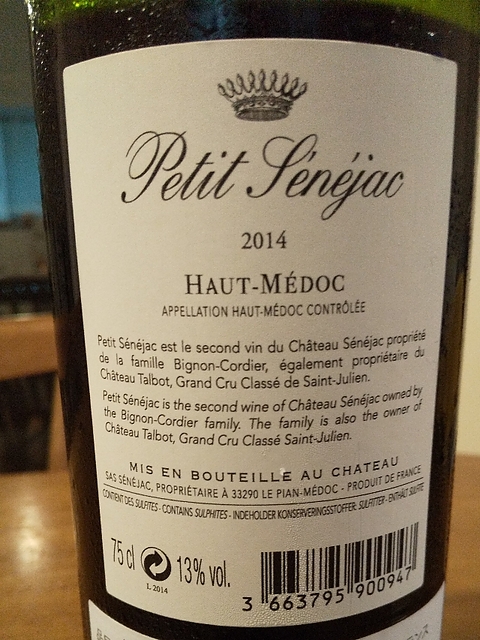 Petit Sénéjac
2014
HAUT-MÉDOC
APPELLATION HAUT-MÉDOC CONTRÔLÉE
Petit Sénéjac est le second vin du Château Sénéjac propriété
de la famille Bignon-Cordier, également propriétaire du
Château Talbot, Grand Cru Classé de Saint-Julien.
Petit Sénéjac is the second wine of Château Sénéjac owned by
the Bignon-Cordier family. The family is also the owner of
Château Talbot, Grand Cru Classé Saint-Julien.
MIS EN BOUTEILLE AU CHATEAU
SAS SÉNÉJAC, PROPRIÉTAIRE À 33290 LE PIAN-MÉDOC - PRODUIT DE FRANCE
CONTIENT DES SULFITES - CONTAINS SULPHITES - INDEHOLDER KONSERVERINGSSTOFFER: SULFITTER - ENTHÄLT SULFITE
75 cl 13% vol.
L 2014
3 663795 900947